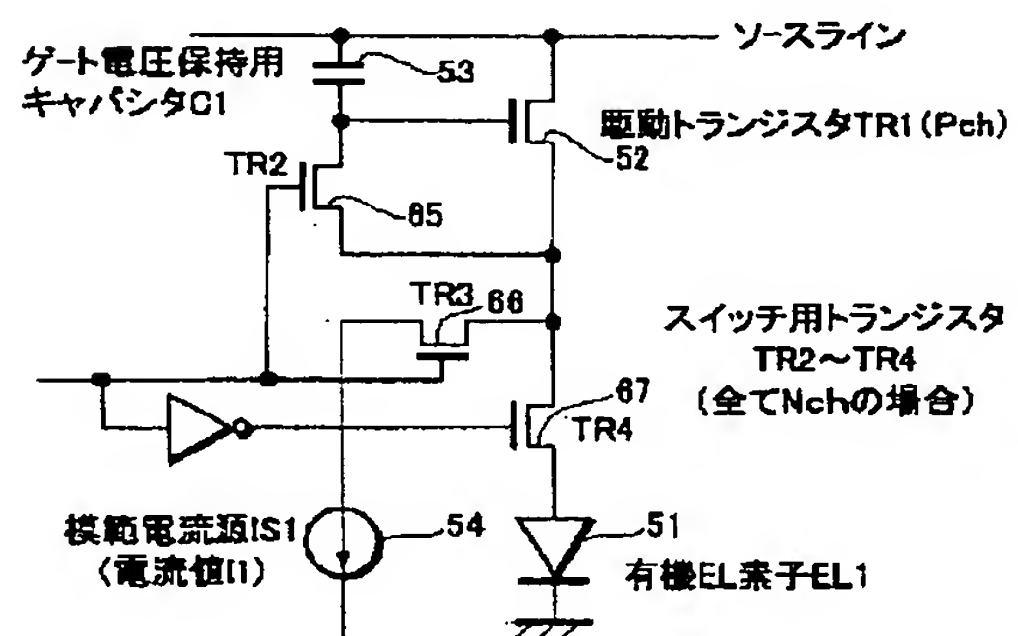 ソースライン
ゲート電圧保持用
キャパシタC1
53
駆動トランジスタTR1(Pch)
52
TR2
65
TR3
66
スイッチ用トランジスタ
TR2~TR4
(全てNchの場合)
67
TR4
模範電流源IS1
(電流値I1)
54
51
有機EL素子EL1